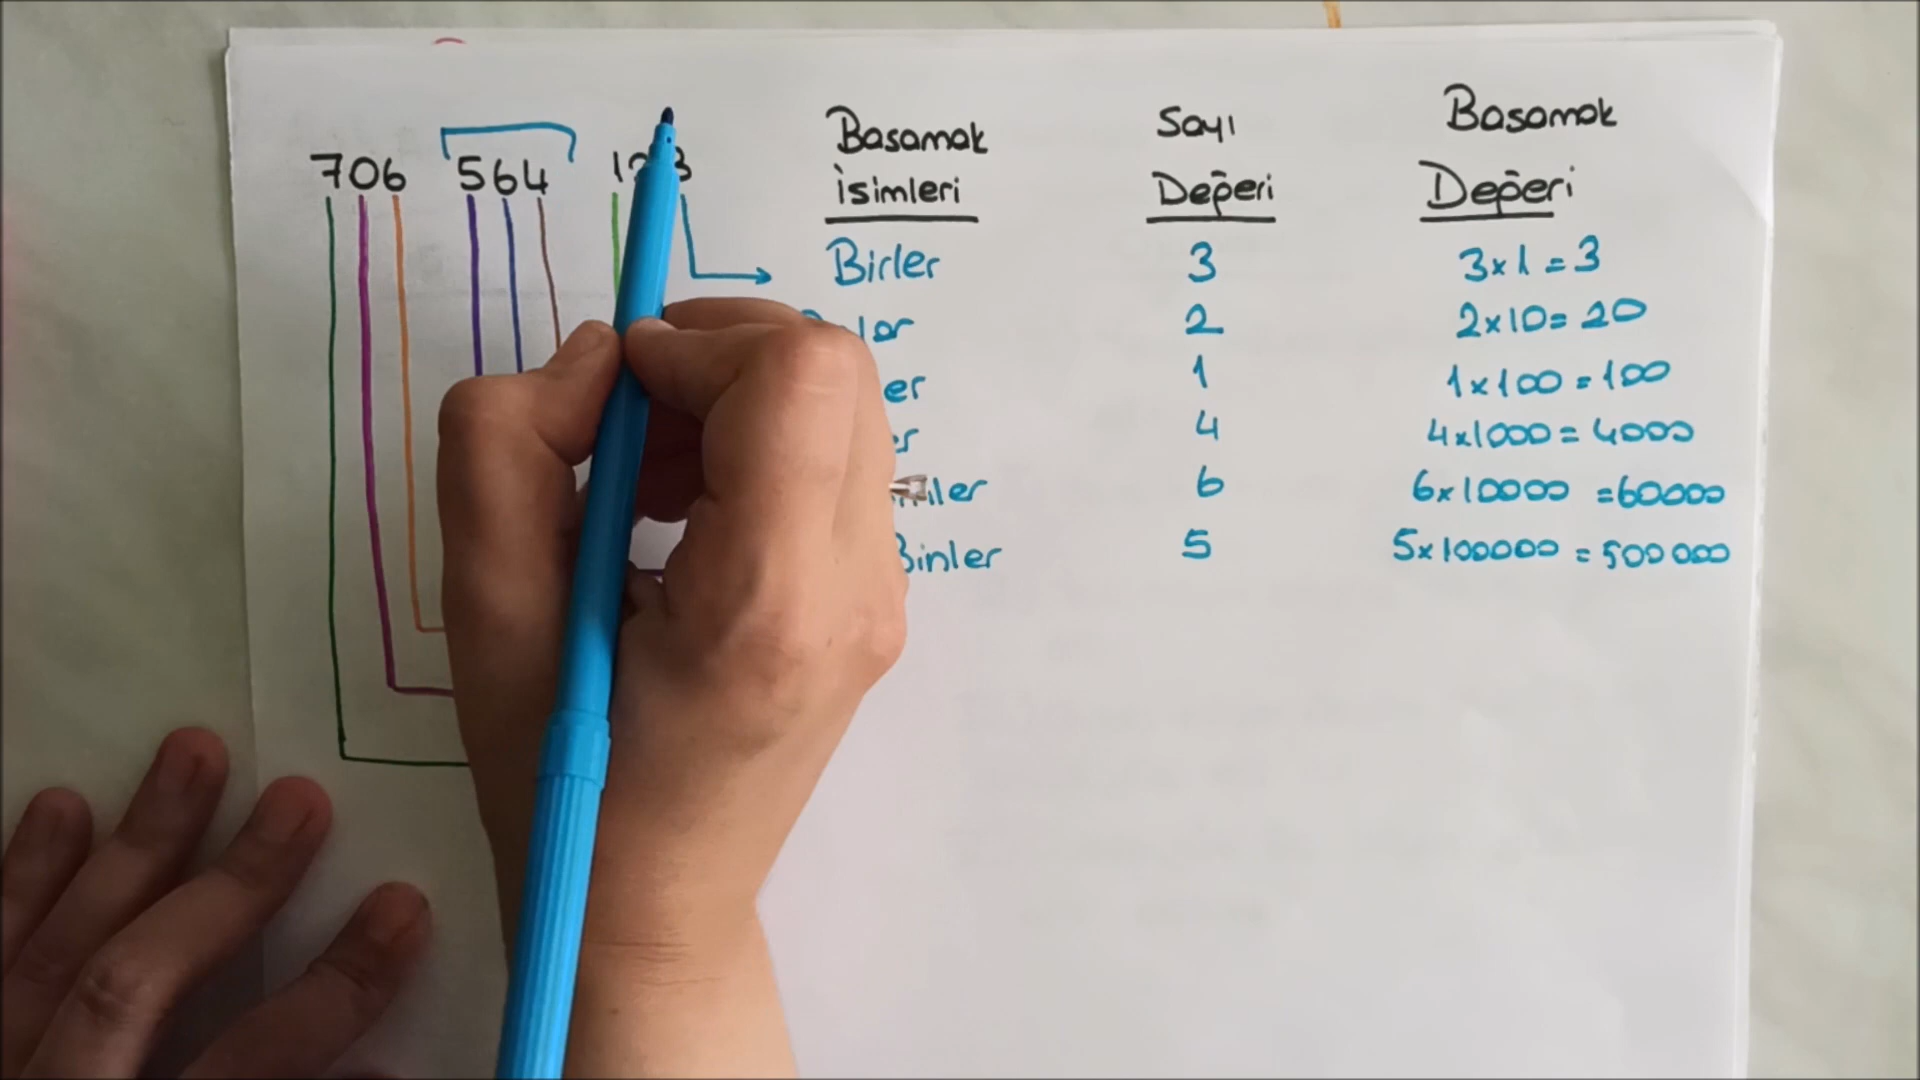 706 564
Basamak İsimleri
Sayı Değeri
Basamak Değeri
Birler 3 3x1=3
2 2x10=20
1 1x100=100
4 4x1000=4000
6 6x10000=60000
Binler 5 5x100000=500000